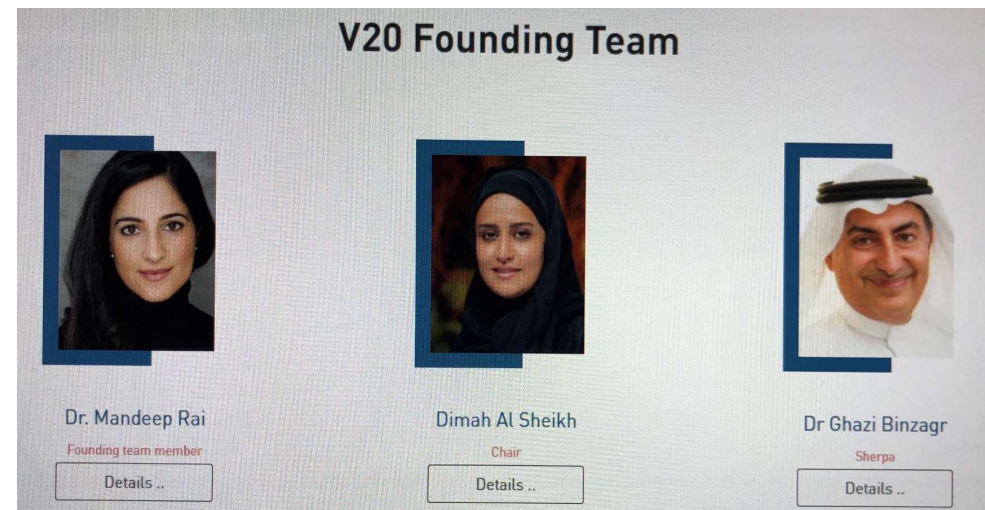 V20 Founding Team
Dr. Mandeep Rai
Founding team member
Details ..
Dimah Al Sheikh
Chair
Details ..
Dr Ghazi Binzagr
Sherpa
Details ..